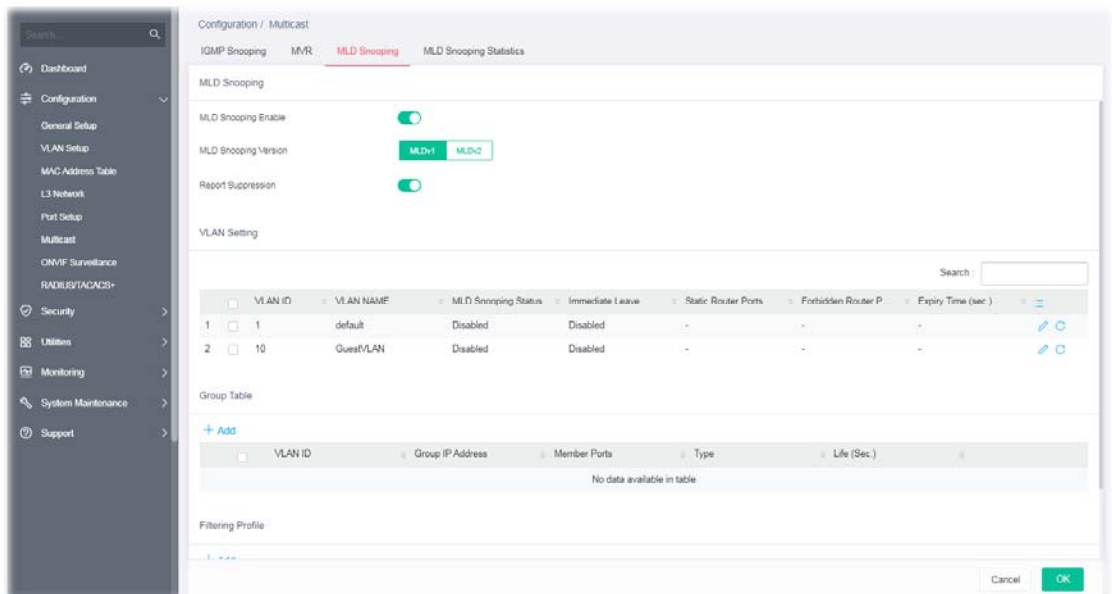 Search...
Dashboard
Configuration
General Setup
VLAN Setup
MAC Address Table
L3 Network
Port Setup
Multicast
ONVIF Surveillance
RADIUS/TACACS+
Security
Utilities
Monitoring
System Maintenance
Support
Configuration / Multicast
IGMP Snooping MVR MLD Snooping MLD Snooping Statistics
MLD Snooping
MLD Snooping Enable
MLD Snooping Version MLDv1 MLDv2
Report Suppression
VLAN Setting
Search :
VLAN ID VLAN NAME MLD Snooping Status Immediate Leave Static Router Ports Forbidden Router P... Expiry Time (sec.)
1 1 default Disabled Disabled - - -
2 10 GuestVLAN Disabled Disabled - - -
Group Table
+ Add
VLAN ID Group IP Address Member Ports Type Life (Sec.)
No data available in table
Filtering Profile
+ Add
Cancel OK